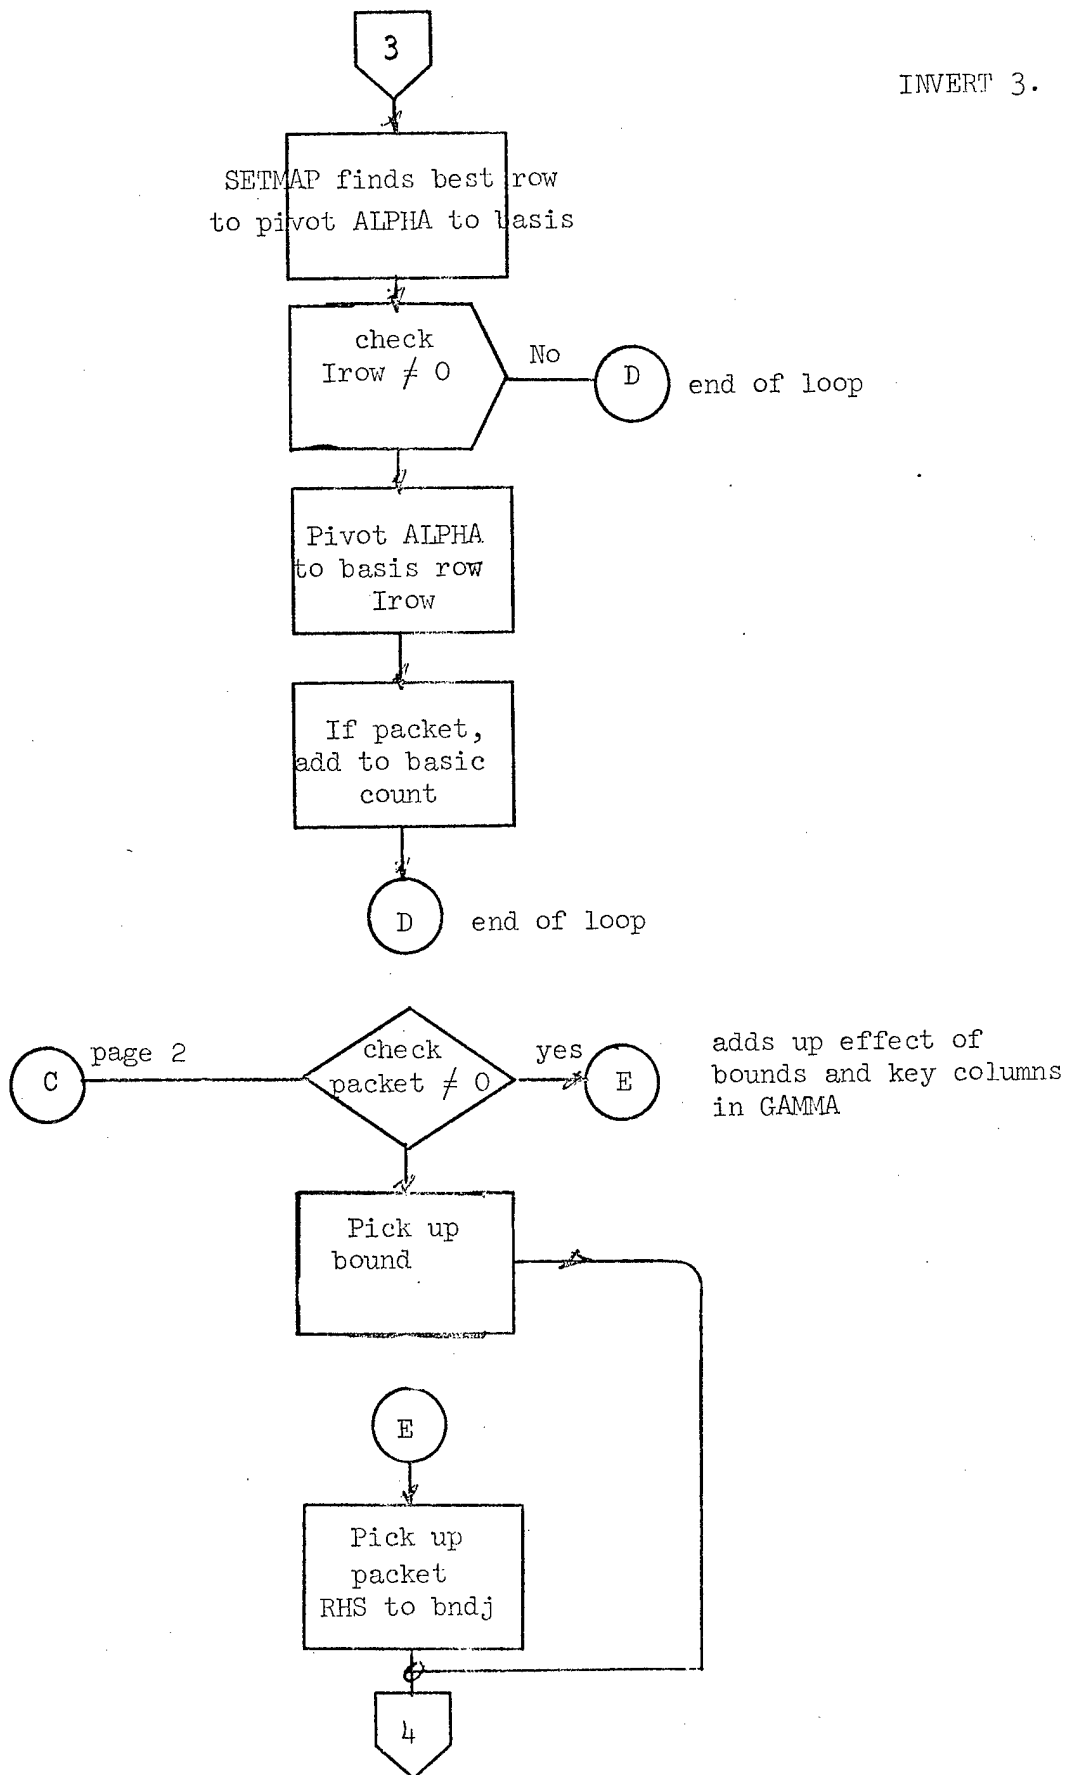 3
INVERT 3.
SETMAP finds best row
to pivot ALPHA to basis
check
Irow ≠ 0
No
D
end of loop
Pivot ALPHA
to basis row
Irow
If packet,
add to basic
count
D
end of loop
C
page 2
check
packet ≠ 0
yes
E
adds up effect of
bounds and key columns
in GAMMA
Pick up
bound
E
Pick up
packet
RHS to bndj
4